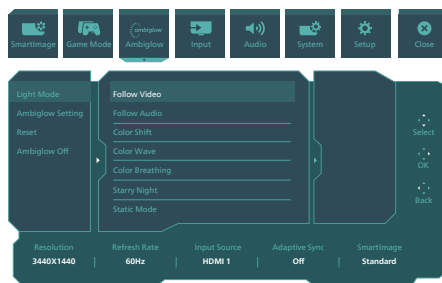 SmartImage
Game Mode
ambiglow
Ambiglow
Input
Audio
System
Setup
Close
Light Mode
Ambiglow Setting
Reset
Ambiglow Off
Follow Video
Follow Audio
Color Shift
Color Wave
Color Breathing
Starry Night
Static Mode
Select
OK
Back
Resolution
Refresh Rate
Input Source
Adaptive Sync
SmartImage
3440X1440
60Hz
HDMI 1
Off
Standard